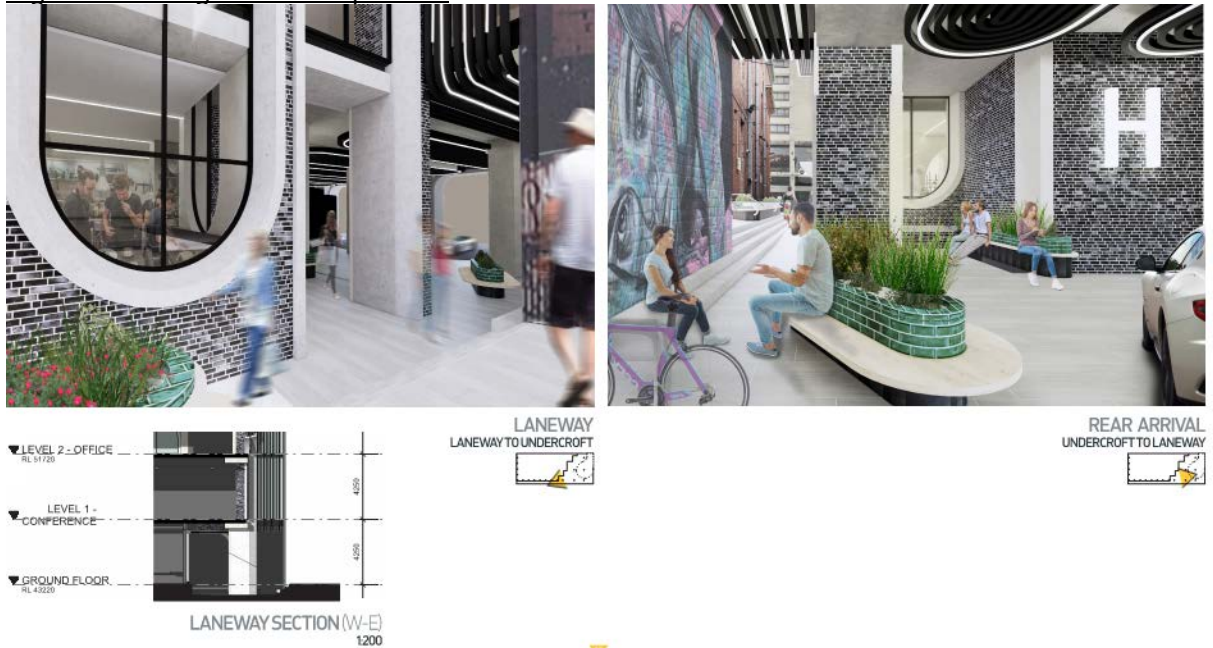 H
LANEWAY
LANEWAY TO UNDERCROFT
REAR ARRIVAL
UNDERCROFT TO LANEWAY
LEVEL 2 - OFFICE
RL 51720
4250
LEVEL 1 -
CONFERENCE
4250
GROUND FLOOR
RL 43220
LANEWAY SECTION (W-E)
1:200